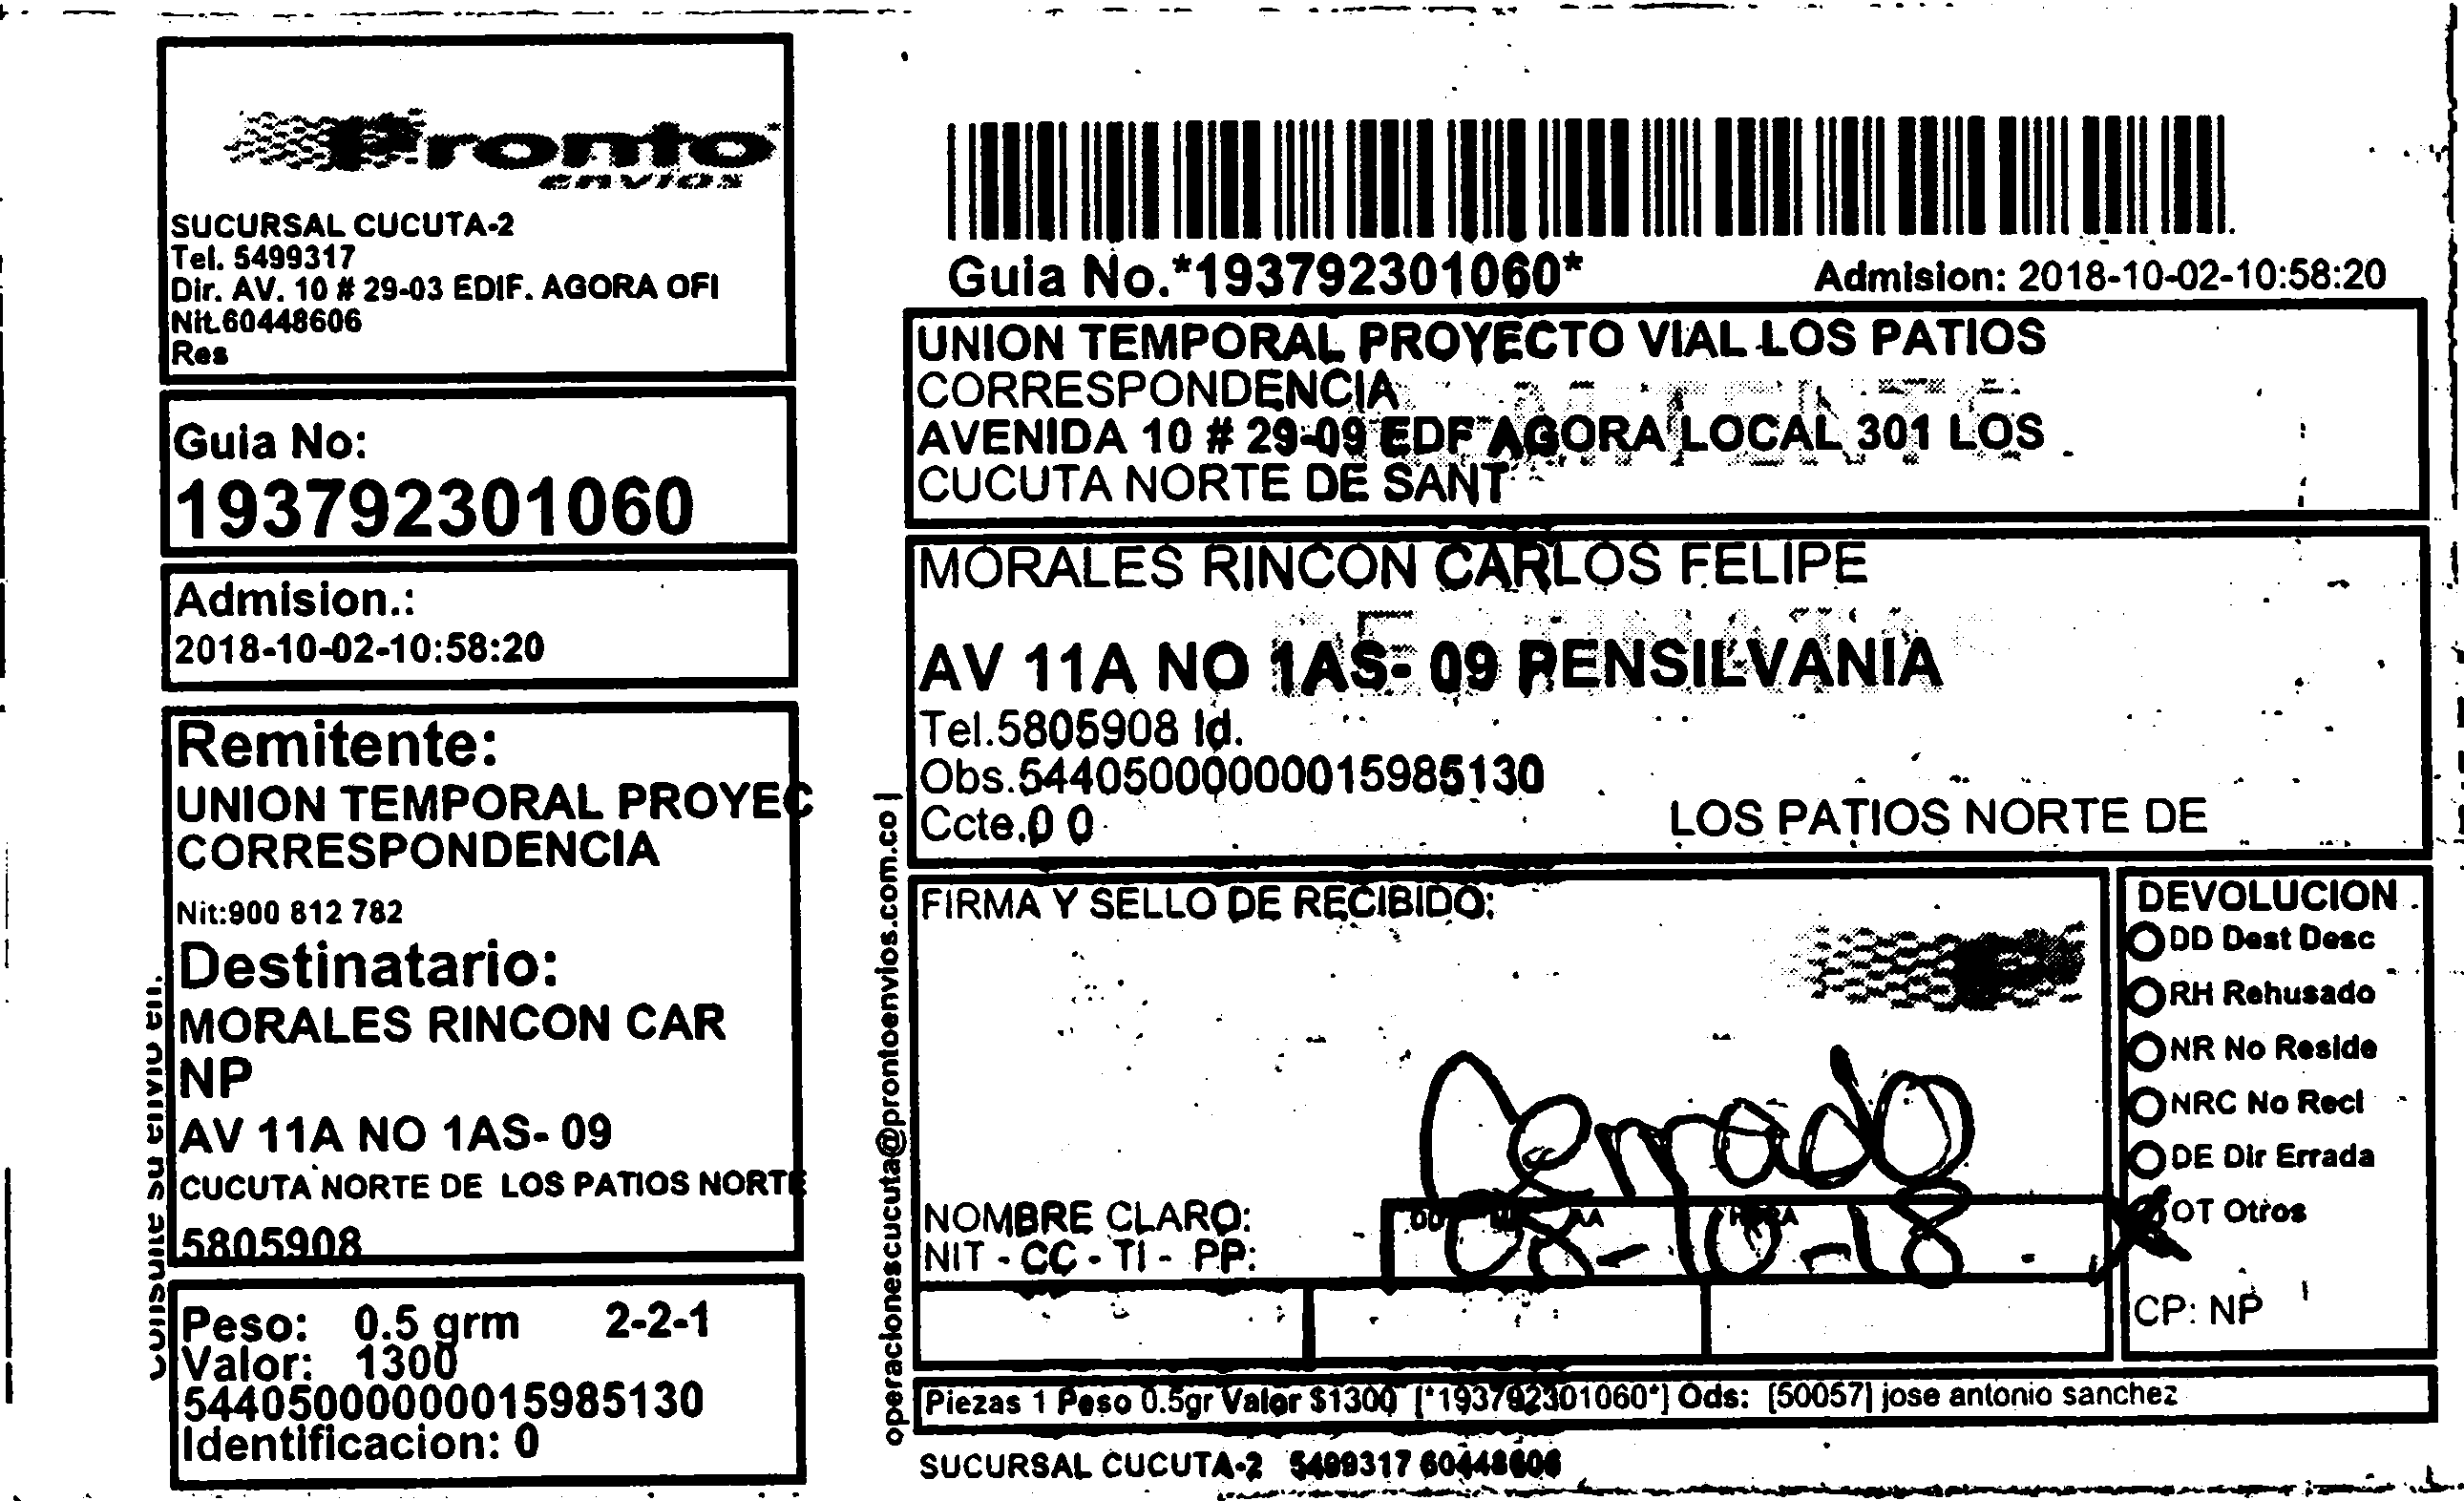 Pronto
envios
SUCURSAL CUCUTA-2
Tel. 5499317
Dir. AV. 10 # 29-03 EDIF. AGORA OFI
Nit.60448606
Res
Guia No:
193792301060
Admision.:
2018-10-02-10:58:20
Remitente:
UNION TEMPORAL PROYEC
CORRESPONDENCIA
Nit:900 812 782
Destinatario:
MORALES RINCON CAR
NP
AV 11A NO 1AS- 09
CUCUTA NORTE DE LOS PATIOS NORTE
5805908
Peso: 0.5 grm 2-2-1
Valor: 1300
544050000000015985130
Identificacion: 0
Consulte su envio en:
operacionescucuta@prontoenvios.com.co |
Guia No.*193792301060*
Admision: 2018-10-02-10:58:20
UNION TEMPORAL PROYECTO VIAL LOS PATIOS
CORRESPONDENCIA
AVENIDA 10 # 29-09 EDF AGORA LOCAL 301 LOS
CUCUTA NORTE DE SANT
MORALES RINCON CARLOS FELIPE
AV 11A NO 1AS- 09 PENSILVANIA
Tel.5805908 Id.
Obs.544050000000015985130
Ccte.0 0
LOS PATIOS NORTE DE
FIRMA Y SELLO DE RECIBIDO:
Cerrado
NOMBRE CLARO:
NIT - CC - TI - PP:
DD AA HORA
08-10-18
DEVOLUCION
DD Dest Desc
RH Rehusado
NR No Reside
NRC No Recl
DE Dir Errada
OT Otros
CP: NP
Piezas 1 Peso 0.5gr Valor $1300 [*193792301060*] Ods: [50057] jose antonio sanchez
SUCURSAL CUCUTA-2 5499317 60448606